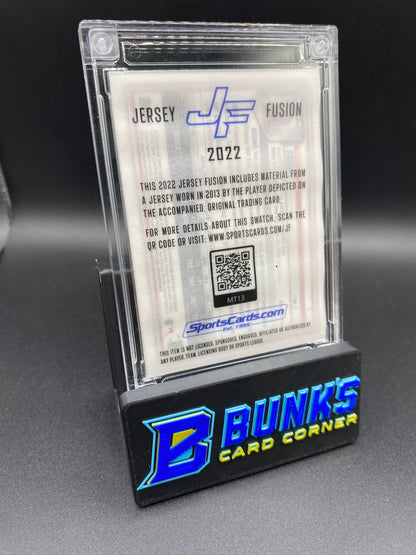 JERSEY JF FUSION
2022
THIS 2022 JERSEY FUSION INCLUDES MATERIAL FROM
A JERSEY WORN IN 2013 BY THE PLAYER DEPICTED ON
THE ACCOMPANIED, ORIGINAL TRADING CARD.
FOR MORE DETAILS ABOUT THIS SWATCH, SCAN THE
QR CODE OR VISIT: WWW.SPORTSCARDS.COM/JF
MT13
SportsCards.com
Est. 1995
THIS ITEM IS NOT LICENSED, SPONSORED, ENDORSED, AFFILIATED OR AUTHORIZED BY
ANY PLAYER, TEAM, LICENSING BODY OR SPORTS LEAGUE.
B BUNK'S
CARD CORNER